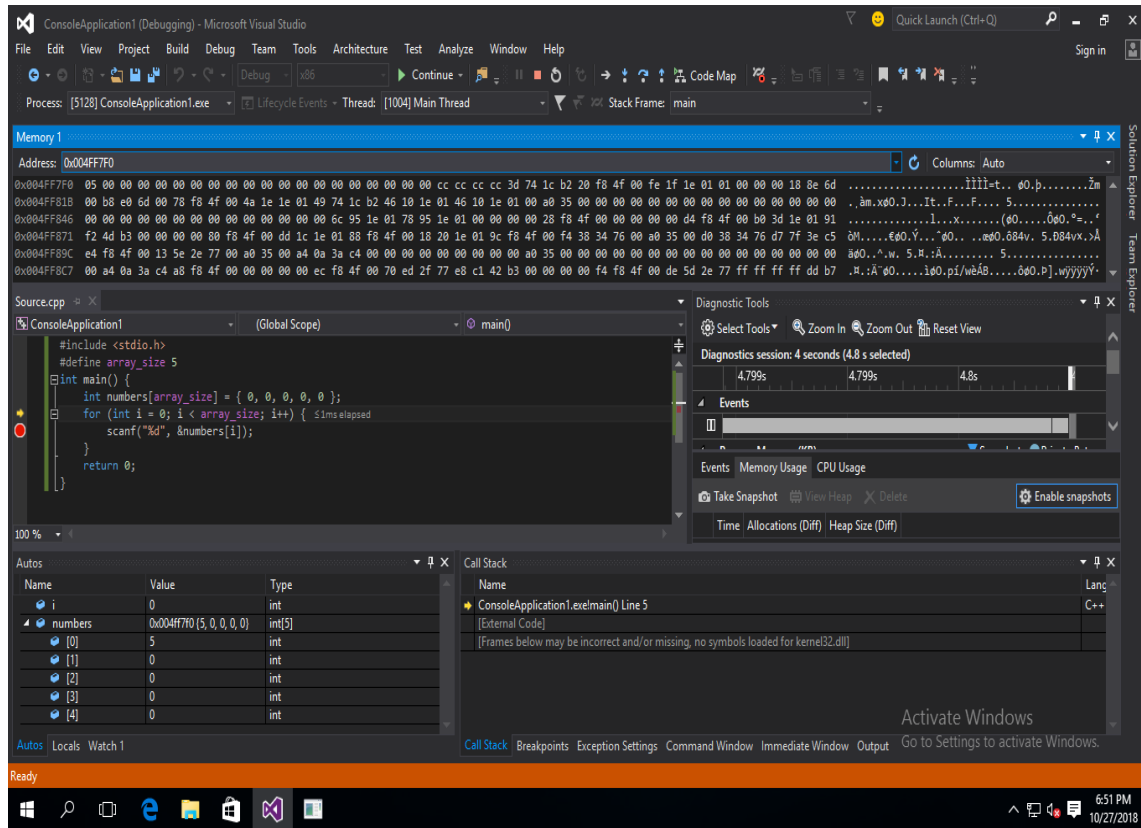 ConsoleApplication1 (Debugging) - Microsoft Visual Studio
Quick Launch (Ctrl+Q)
File Edit View Project Build Debug Team Tools Architecture Test Analyze Window Help
Sign in
Debug x86 Continue Code Map
Process: [5128] ConsoleApplication1.exe Lifecycle Events Thread: [1004] Main Thread Stack Frame: main
Memory 1
Address: 0x004FF7F0 Columns: Auto
0x004FF7F0 05 00 00 00 00 00 00 00 00 00 00 00 00 00 00 00 00 00 00 00 cc cc cc cc 3d 74 1c b2 20 f8 4f 00 fe 1f 1e 01 01 00 00 00 18 8e 6d
0x004FF81B 00 b8 e0 6d 00 78 f8 4f 00 4a 1e 1e 01 49 74 1c b2 46 10 1e 01 46 10 1e 01 00 a0 35 00 00 00 00 00 00 00 00 00 00 00 00 00 00 00
0x004FF846 00 00 00 00 00 00 00 00 00 00 00 00 00 00 00 6c 95 1e 01 78 95 1e 01 00 00 00 00 28 f8 4f 00 00 00 00 00 d4 f8 4f 00 b0 3d 1e 01 91
0x004FF871 f2 4d b3 00 00 00 00 80 f8 4f 00 dd 1c 1e 01 88 f8 4f 00 18 20 1e 01 9c f8 4f 00 f4 38 34 76 00 a0 35 00 d0 38 34 76 d7 7f 3e c5
0x004FF89C e4 f8 4f 00 13 5e 2e 77 00 a0 35 00 a4 0a 3a c4 00 00 00 00 00 00 00 00 00 a0 35 00 00 00 00 00 00 00 00 00 00 00 00 00 00 00 00
0x004FF8C7 00 a4 0a 3a c4 a8 f8 4f 00 00 00 00 00 ec f8 4f 00 70 ed 2f 77 e8 c1 42 b3 00 00 00 00 f4 f8 4f 00 de 5d 2e 77 ff ff ff ff dd b7
Solution Explorer
Team Explorer
Source.cpp
ConsoleApplication1 (Global Scope) main()
#include <stdio.h>
#define array_size 5
int main() {
int numbers[array_size] = { 0, 0, 0, 0, 0 };
for (int i = 0; i < array_size; i++) { ≤1ms elapsed
scanf("%d", &numbers[i]);
}
return 0;
}
100 %
Diagnostic Tools
Select Tools Zoom In Zoom Out Reset View
Diagnostics session: 4 seconds (4.8 s selected)
4.799s 4.799s 4.8s
Events
Events Memory Usage CPU Usage
Take Snapshot View Heap Delete Enable snapshots
Time Allocations (Diff) Heap Size (Diff)
Autos
Name Value Type
i 0 int
numbers 0x004ff7f0 {5, 0, 0, 0, 0} int[5]
[0] 5 int
[1] 0 int
[2] 0 int
[3] 0 int
[4] 0 int
Autos Locals Watch 1
Call Stack
Name Lang
ConsoleApplication1.exe!main() Line 5 C++
[External Code]
[Frames below may be incorrect and/or missing, no symbols loaded for kernel32.dll]
Call Stack Breakpoints Exception Settings Command Window Immediate Window Output
Activate Windows
Go to Settings to activate Windows.
Ready
6:51 PM
10/27/2018